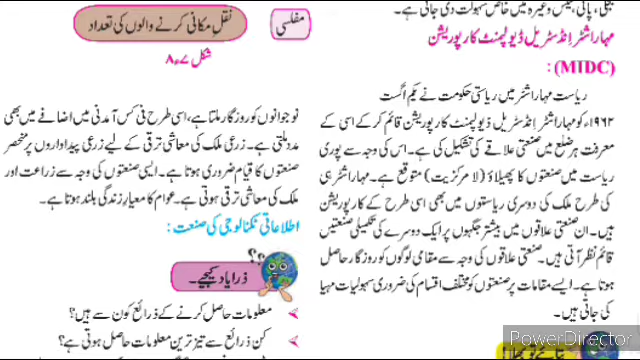 بجلی، پانی، گیس وغیرہ میں خاص سہولت دی جاتی ہے۔
مہاراشٹر انڈسٹریل ڈیولپمنٹ کارپوریشن
(MIDC) :
ریاست مہاراشٹر میں ریاستی حکومت نے یکم اگست
۱۹۶۲ء کو مہاراشٹر انڈسٹریل ڈیولپمنٹ کارپوریشن قائم کر کے اسی کے
معرفت ہر ضلع میں صنعتی علاقے کی تشکیل کی ہے۔ اس کی وجہ سے پوری
ریاست میں صنعتوں کا پھیلاؤ (لامرکزیت) متوقع ہے۔ مہاراشٹر ہی
کی طرح ملک کی دوسری ریاستوں میں بھی اسی طرح کے کارپوریشن
ہیں۔ ان صنعتی علاقوں میں بیشتر جگہوں پر ایک دوسرے کی تکمیلی صنعتیں
قائم نظر آتی ہیں۔ صنعتی علاقوں کی وجہ سے مقامی لوگوں کو روزگار حاصل
ہوتا ہے۔ ایسے مقامات پر صنعتوں کو مختلف اقسام کی ضروری سہولیات مہیا
کی جاتی ہیں۔
مفلسی
نقل مکانی کرنے والوں کی تعداد
شکل ۷ء۸
نوجوانوں کو روزگار ملتا ہے، اسی طرح فی کس آمدنی میں اضافے میں بھی
مدد ملتی ہے۔ زرعی ملک کی معاشی ترقی کے لیے زرعی پیداواروں پر منحصر
صنعتوں کا قیام ضروری ہوتا ہے۔ ایسی صنعتوں کی وجہ سے زراعت اور
ملک کی معاشی ترقی ہوتی ہے۔ عوام کا معیارِ زندگی بلند ہوتا ہے۔
اطلاعاتی تکنالوجی کی صنعت :
ذرا یاد کیجیے۔
معلومات حاصل کرنے کے ذرائع کون سے ہیں؟
کن ذرائع سے تیز ترین معلومات حاصل ہوتی ہے؟
PowerDirector